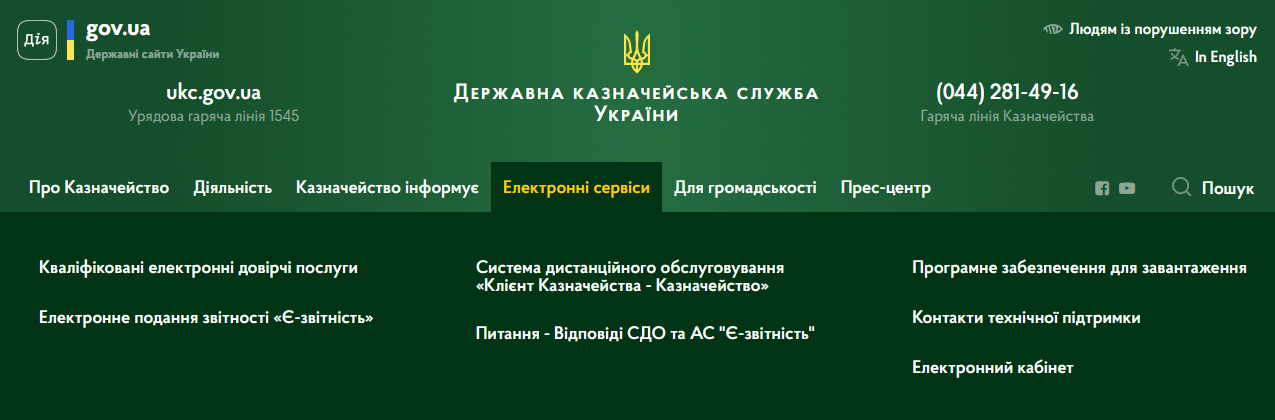 Дія
gov.ua
Державні сайти України
Людям із порушенням зору
In English
ukc.gov.ua
Урядова гаряча лінія 1545
Державна казначейська служба
України
(044) 281-49-16
Гаряча лінія Казначейства
Про Казначейство Діяльність Казначейство інформує Електронні сервіси Для громадськості Прес-центр Пошук
Кваліфіковані електронні довірчі послуги
Електронне подання звітності «Є-звітність»
Система дистанційного обслуговування
«Клієнт Казначейства - Казначейство»
Питання - Відповіді СДО та АС "Є-звітність"
Програмне забезпечення для завантаження
Контакти технічної підтримки
Електронний кабінет